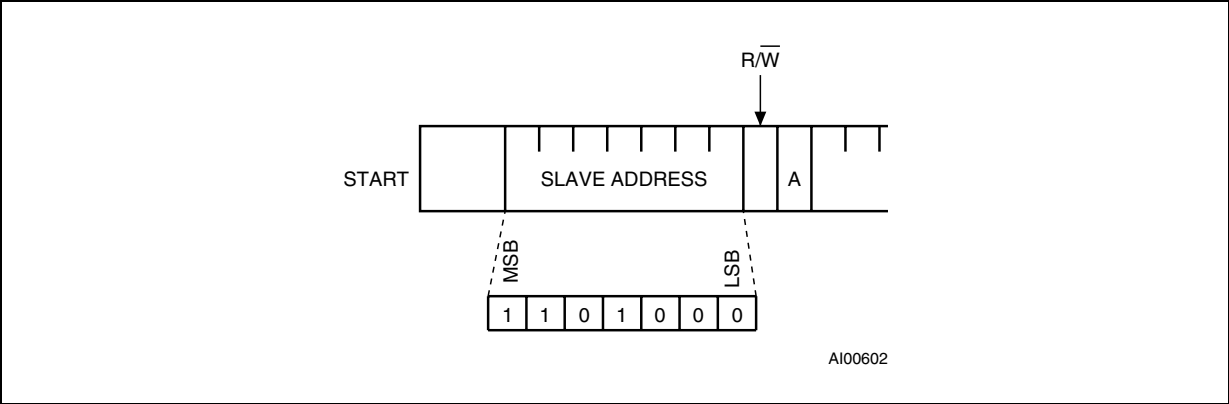 R/W̅
START
SLAVE ADDRESS
A
MSB
LSB
1 1 0 1 0 0 0
AI00602